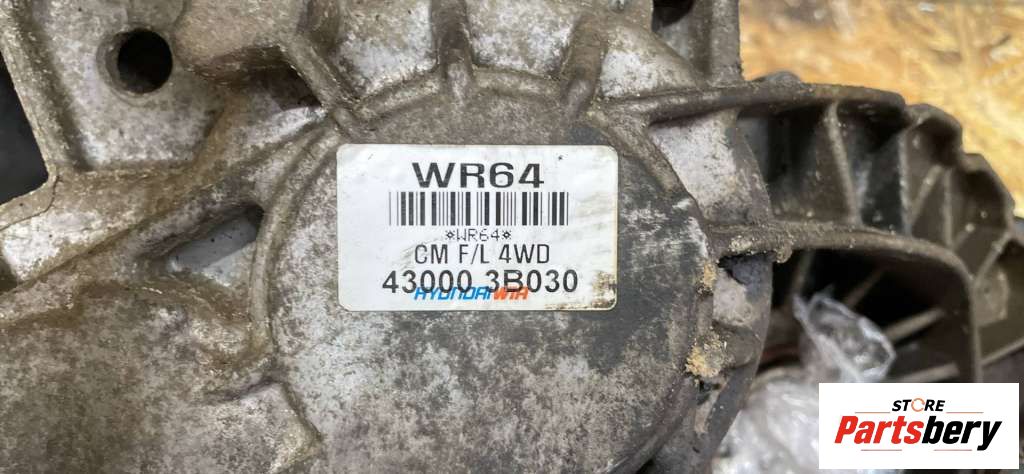 WR64
*WR64*
CM F/L 4WD
43000 3B030
HYUNDAI WIA
STORE
Partsbery